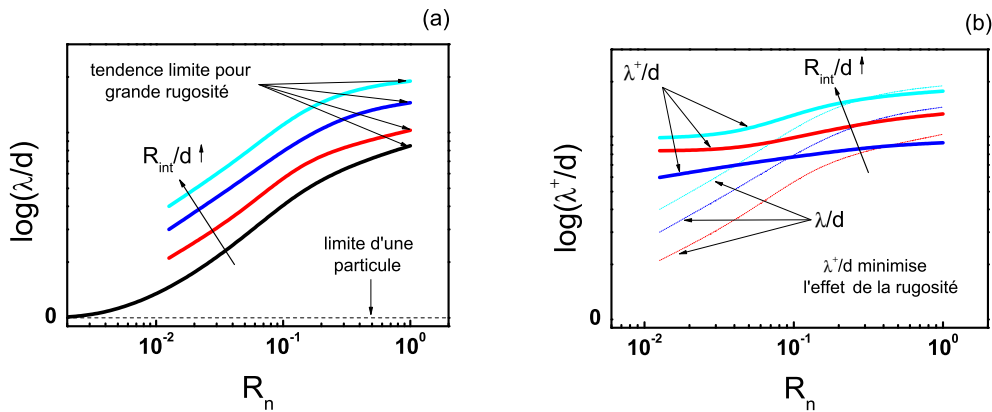 (a)
tendence limite pour
grande rugosité
R_int/d
limite d'une
particule
log(λ/d)
0
10^-2
10^-1
10^0
R_n
(b)
λ^+/d
R_int/d
λ/d
λ^+/d minimise
l'effet de la rugosité
log(λ^+/d)
0
10^-2
10^-1
10^0
R_n